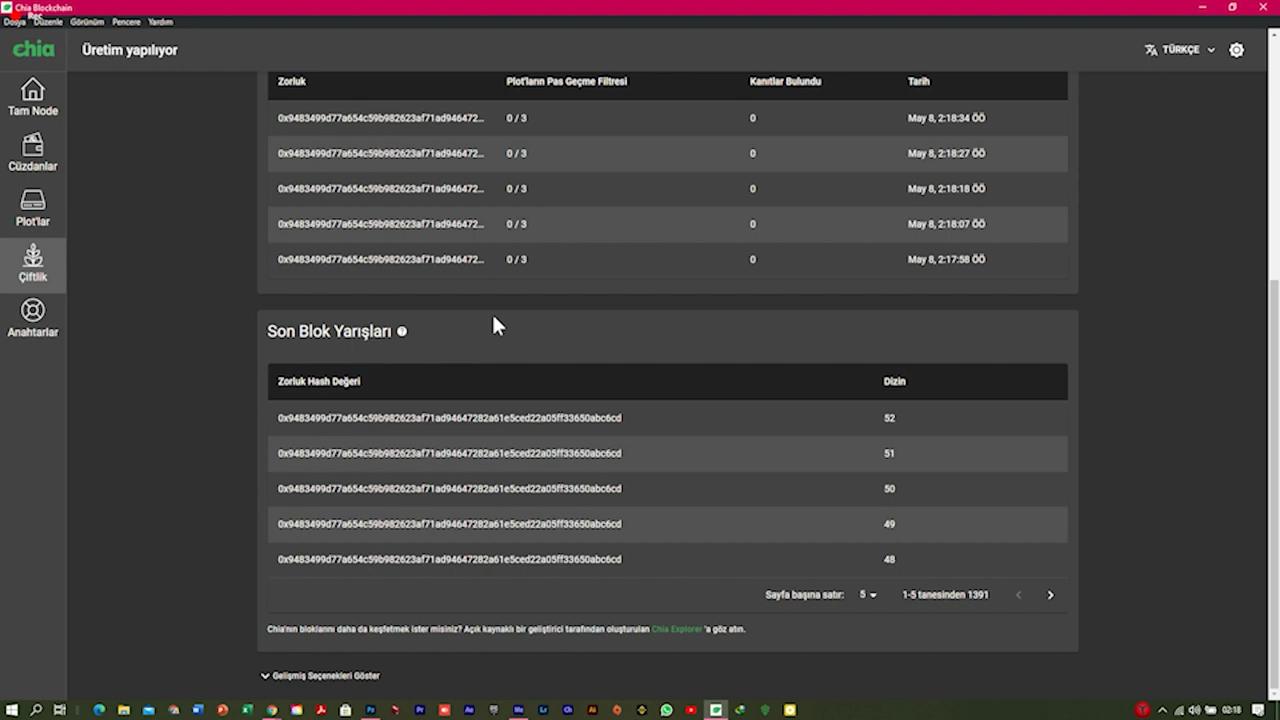 Chia Blockchain
Rec
Dosya Düzenle Görünüm Pencere Yardım
chia
Üretim yapılıyor
TÜRKÇE
Tam Node
Cüzdanlar
Plot'lar
Çiftlik
Anahtarlar
Zorluk Plot'ların Pas Geçme Filtresi Kanıtlar Bulundu Tarih
0x9483499d77a654c59b982623af71ad946472... 0 / 3 0 May 8, 2:18:34 ÖÖ
0x9483499d77a654c59b982623af71ad946472... 0 / 3 0 May 8, 2:18:27 ÖÖ
0x9483499d77a654c59b982623af71ad946472... 0 / 3 0 May 8, 2:18:18 ÖÖ
0x9483499d77a654c59b982623af71ad946472... 0 / 3 0 May 8, 2:18:07 ÖÖ
0x9483499d77a654c59b982623af71ad946472... 0 / 3 0 May 8, 2:17:58 ÖÖ
Son Blok Yarışları
Zorluk Hash Değeri Dizin
0x9483499d77a654c59b982623af71ad94647282a61e5ced22a05ff33650abc6cd 52
0x9483499d77a654c59b982623af71ad94647282a61e5ced22a05ff33650abc6cd 51
0x9483499d77a654c59b982623af71ad94647282a61e5ced22a05ff33650abc6cd 50
0x9483499d77a654c59b982623af71ad94647282a61e5ced22a05ff33650abc6cd 49
0x9483499d77a654c59b982623af71ad94647282a61e5ced22a05ff33650abc6cd 48
Sayfa başına satır: 5 1-5 tanesinden 1391
Chia'nın bloklarını daha da keşfetmek ister misiniz? Açık kaynaklı bir geliştirici tarafından oluşturulan Chia Explorer 'a göz atın.
Gelişmiş Seçenekleri Göster
02:18